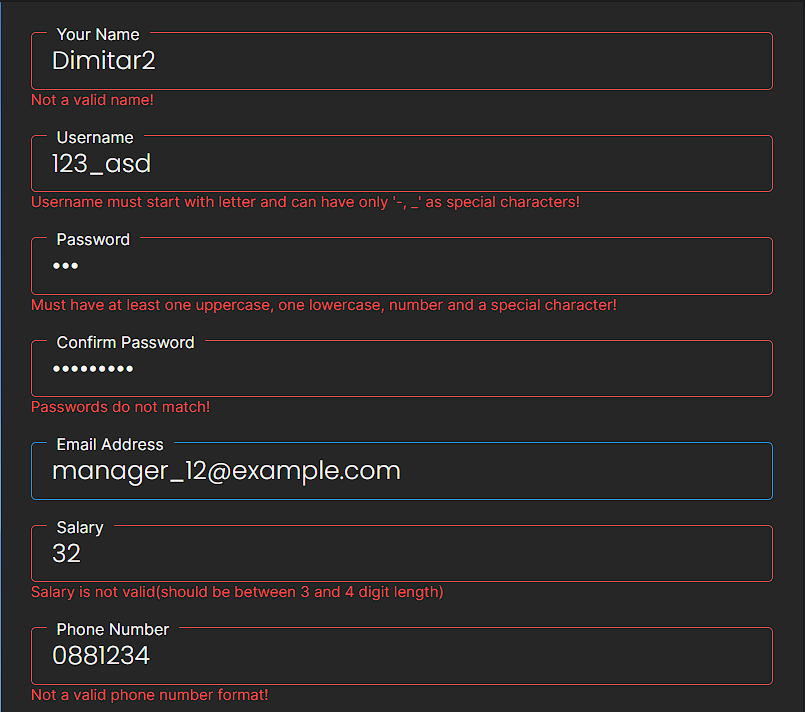 Your Name
Dimitar2
Not a valid name!
Username
123_asd
Username must start with letter and can have only '-, _' as special characters!
Password
•••
Must have at least one uppercase, one lowercase, number and a special character!
Confirm Password
•••••••••
Passwords do not match!
Email Address
manager_12@example.com
Salary
32
Salary is not valid(should be between 3 and 4 digit length)
Phone Number
0881234
Not a valid phone number format!